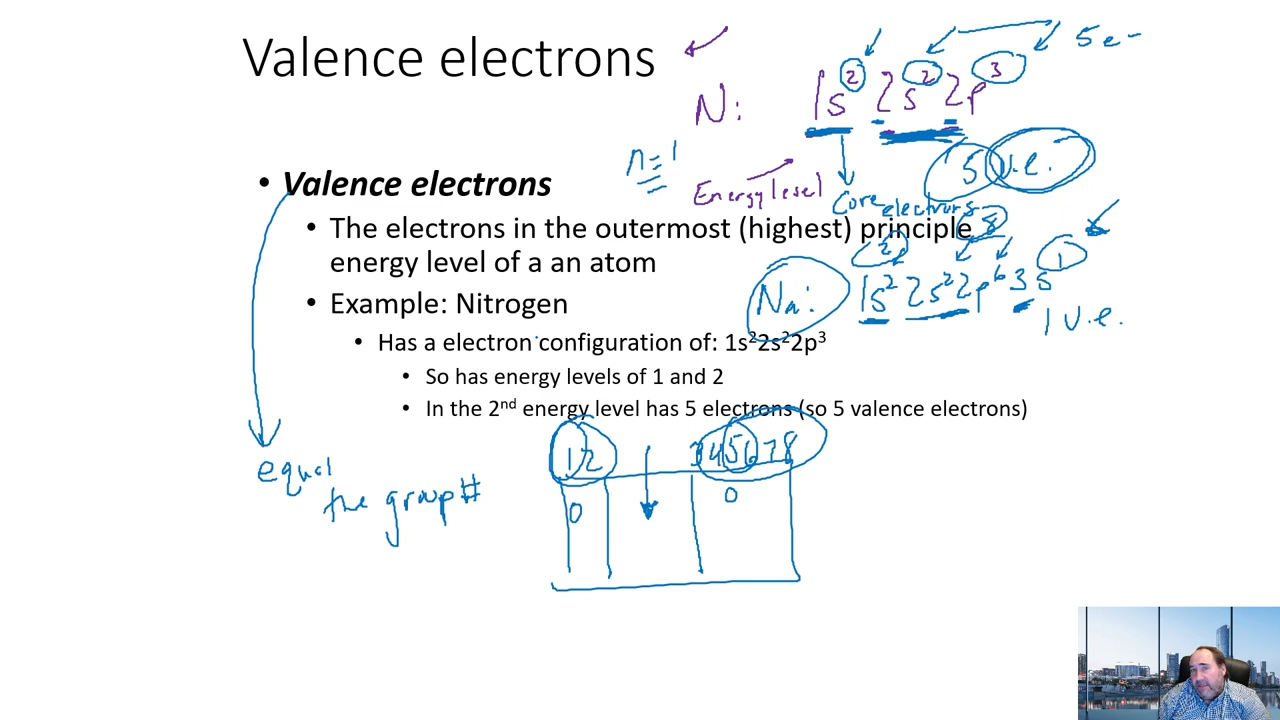 Valence electrons
5 e-
N: 1s² 2s² 2p³
n=1
5 v.e.
• Valence electrons
Energy level
Core electrons
• The electrons in the outermost (highest) principle
energy level of a an atom
2 8
Na: 1s² 2s² 2p⁶ 3s¹
• Example: Nitrogen
1 v.e.
• Has a electron configuration of: 1s²2s²2p³
• So has energy levels of 1 and 2
• In the 2nd energy level has 5 electrons (so 5 valence electrons)
1 2 3 4 5 6 7 8
equal
the group #
0 0